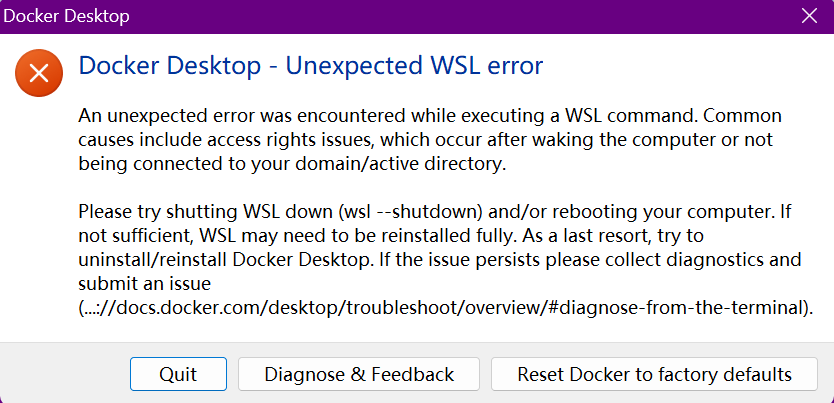 Docker Desktop
Docker Desktop - Unexpected WSL error
An unexpected error was encountered while executing a WSL command. Common
causes include access rights issues, which occur after waking the computer or not
being connected to your domain/active directory.
Please try shutting WSL down (wsl --shutdown) and/or rebooting your computer. If
not sufficient, WSL may need to be reinstalled fully. As a last resort, try to
uninstall/reinstall Docker Desktop. If the issue persists please collect diagnostics and
submit an issue
(...://docs.docker.com/desktop/troubleshoot/overview/#diagnose-from-the-terminal).
Quit
Diagnose & Feedback
Reset Docker to factory defaults